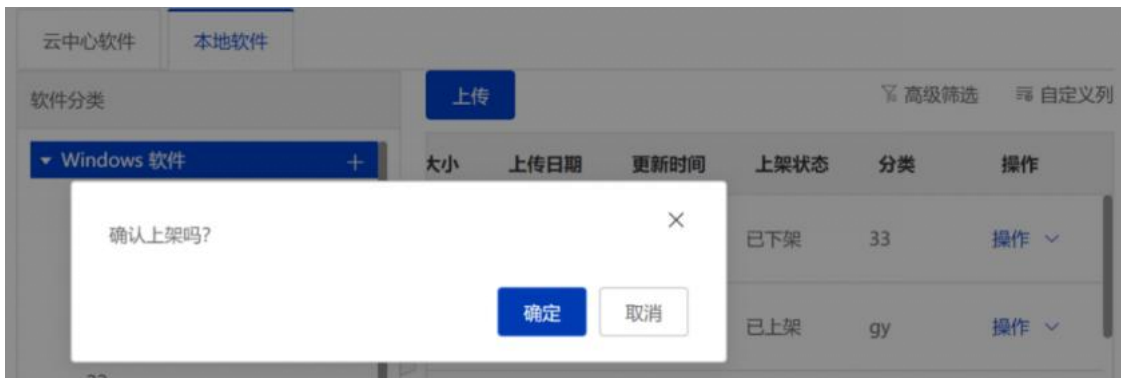 云中心软件 本地软件
软件分类
上传 高级筛选 自定义列
Windows 软件
大小 上传日期 更新时间 上架状态 分类 操作
确认上架吗?
已下架 33 操作
确定 取消
已上架 gy 操作